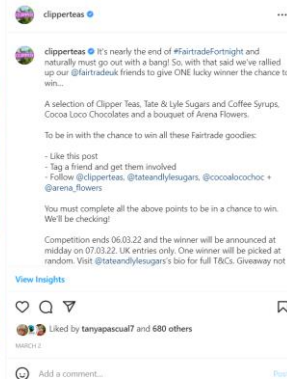 clipperteas
clipperteas It's nearly the end of #FairtradeFortnight and
naturally must go out with a bang! So, with that said we've rallied
up our @fairtradeuk friends to give ONE lucky winner the chance to
win...
A selection of Clipper Teas, Tate & Lyle Sugars and Coffee Syrups,
Cocoa Loco Chocolates and a bouquet of Arena Flowers.
To be in with the chance to win all these Fairtrade goodies:
- Like this post
- Tag a friend and get them involved
- Follow @clipperteas, @tateandlylesugars, @cocoalocochoc +
@arena_flowers
You must complete all the above points to be in a chance to win.
We'll be checking!
Competition ends 06.03.22 and the winner will be announced at
midday on 07.03.22. UK entries only. One winner will be picked at
random. Visit @tateandlylesugars's bio for full T&Cs. Giveaway not
View Insights
Liked by tanyapascual7 and 680 others
MARCH 2
Add a comment...
Post